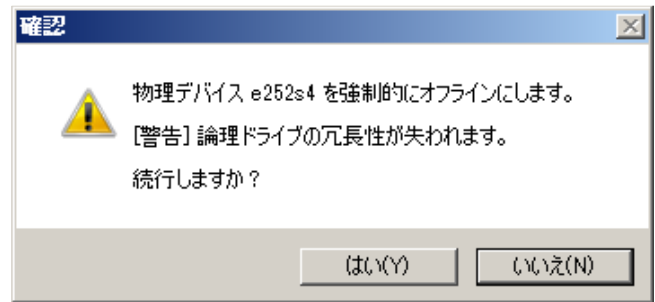 確認
物理デバイス e252s4 を強制的にオフラインにします。
[警告] 論理ドライブの冗長性が失われます。
続行しますか？
はい(Y)
いいえ(N)